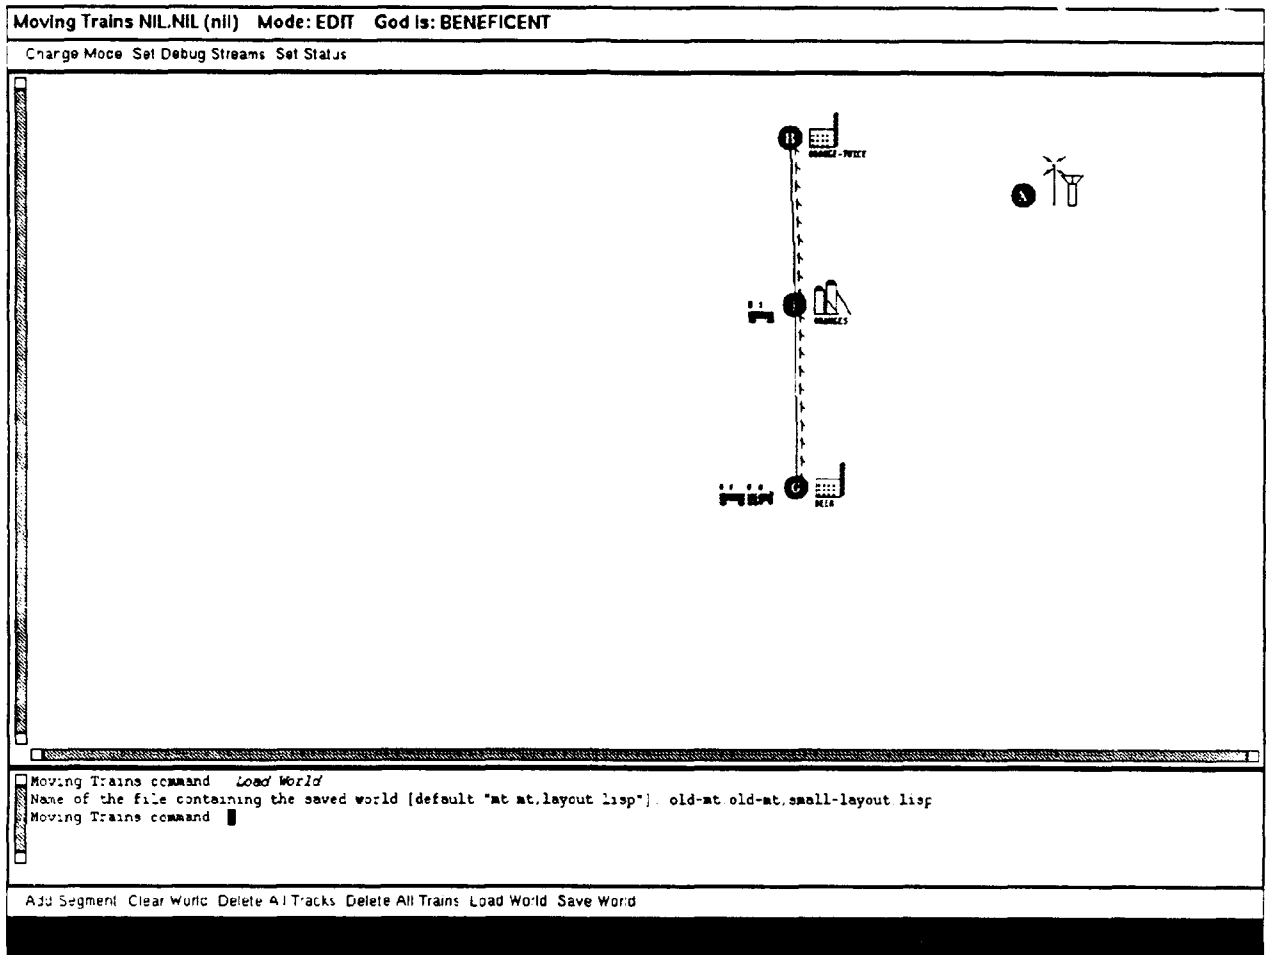 Moving Trains NIL.NIL (nil) Mode: EDIT God Is: BENEFICENT
Change Mode Set Debug Streams Set Status
B
ORANGE-JUICE
A
ORANGES
C
BEER
Moving Trains command Load World
Name of the file containing the saved world [default "mt mt,layout lisp"]. old-mt old-mt,small-layout lisp
Moving Trains command
Add Segment Clear World Delete All Tracks Delete All Trains Load World Save World